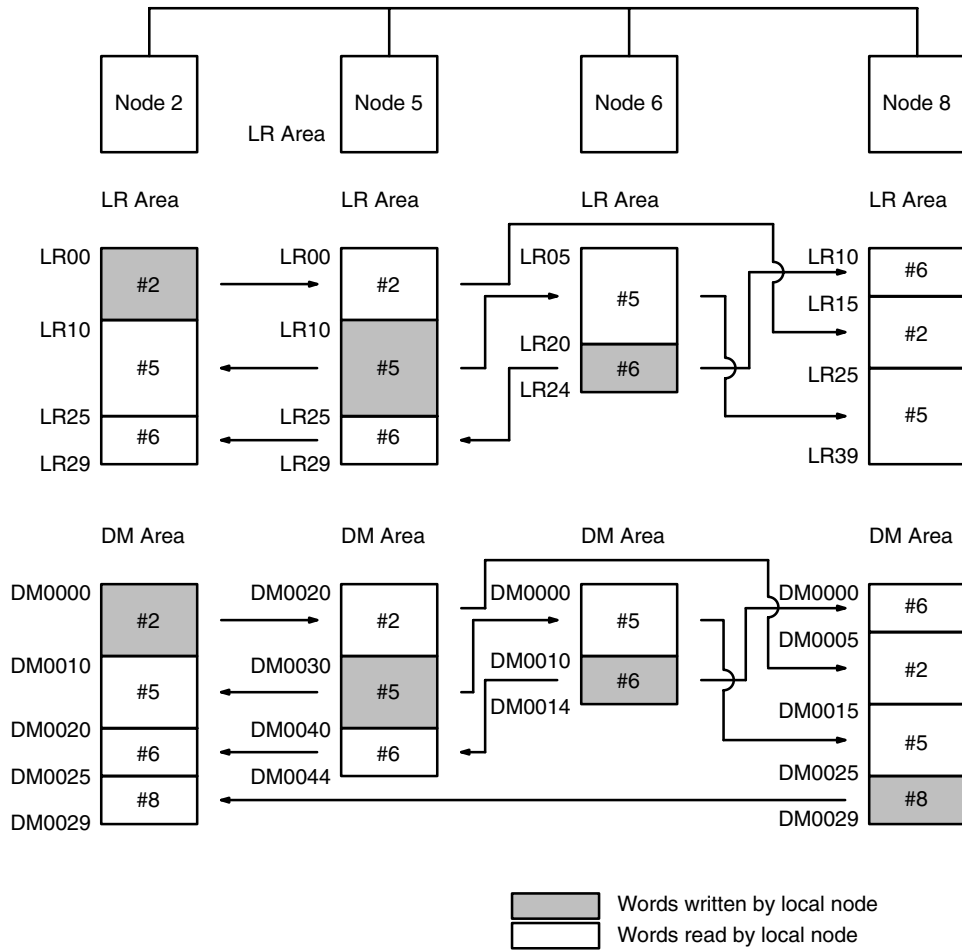 Node 2 Node 5 Node 6 Node 8
LR Area
LR Area LR Area LR Area LR Area
LR00 LR00 LR05 LR10
#6
#2 #2 #5 LR15
#2
LR10 LR10 LR20
#5 #5 #6 LR25
LR24
#5
LR25 LR25
#6 #6
LR29 LR29 LR39
DM Area DM Area DM Area DM Area
DM0000 DM0020 DM0000 DM0000
#6
#2 #2 #5 DM0005
DM0010 DM0030 DM0010 #2
#5 #5 #6
DM0014 DM0015
DM0020 DM0040
#6 #6 #5
DM0025 DM0044 DM0025
#8 #8
DM0029 DM0029
Words written by local node
Words read by local node